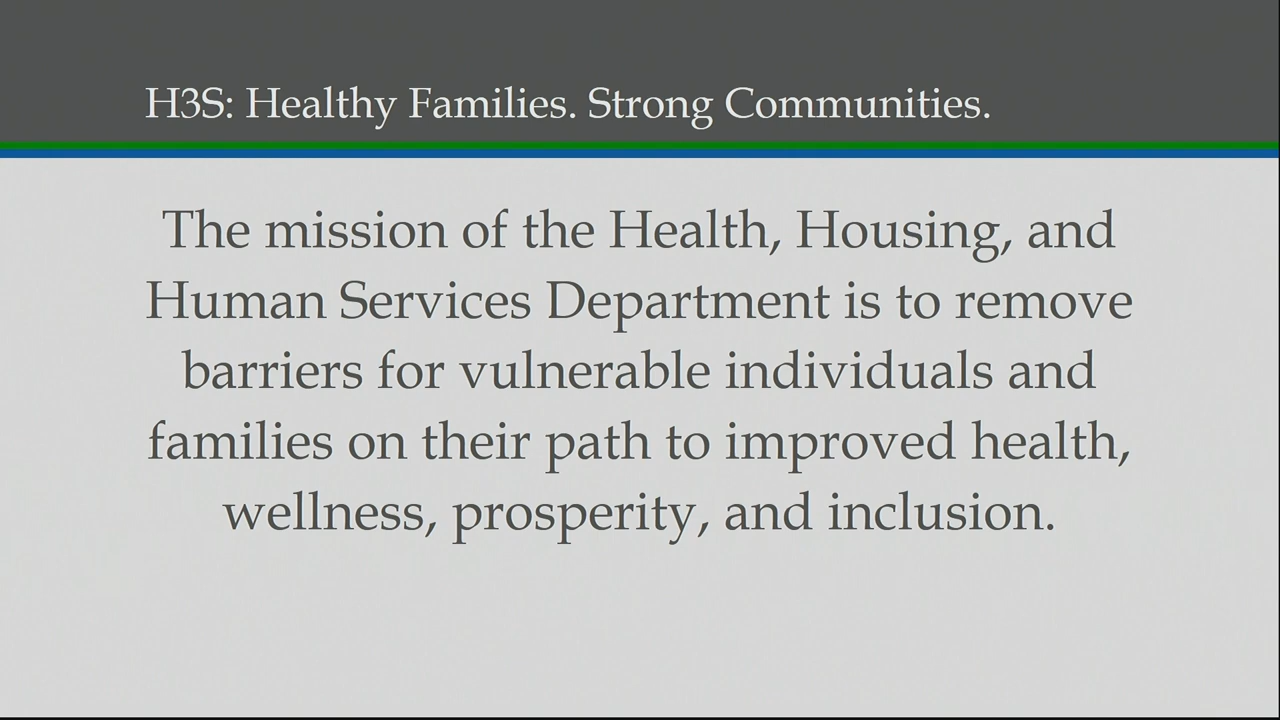 H3S: Healthy Families. Strong Communities.
The mission of the Health, Housing, and
Human Services Department is to remove
barriers for vulnerable individuals and
families on their path to improved health,
wellness, prosperity, and inclusion.